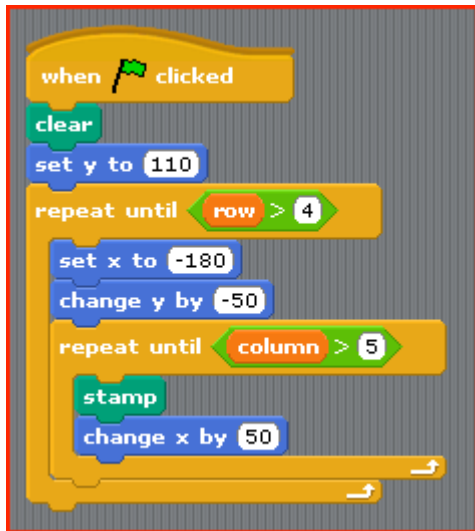 when clicked
clear
set y to 110
repeat until row > 4
set x to -180
change y by -50
repeat until column > 5
stamp
change x by 50